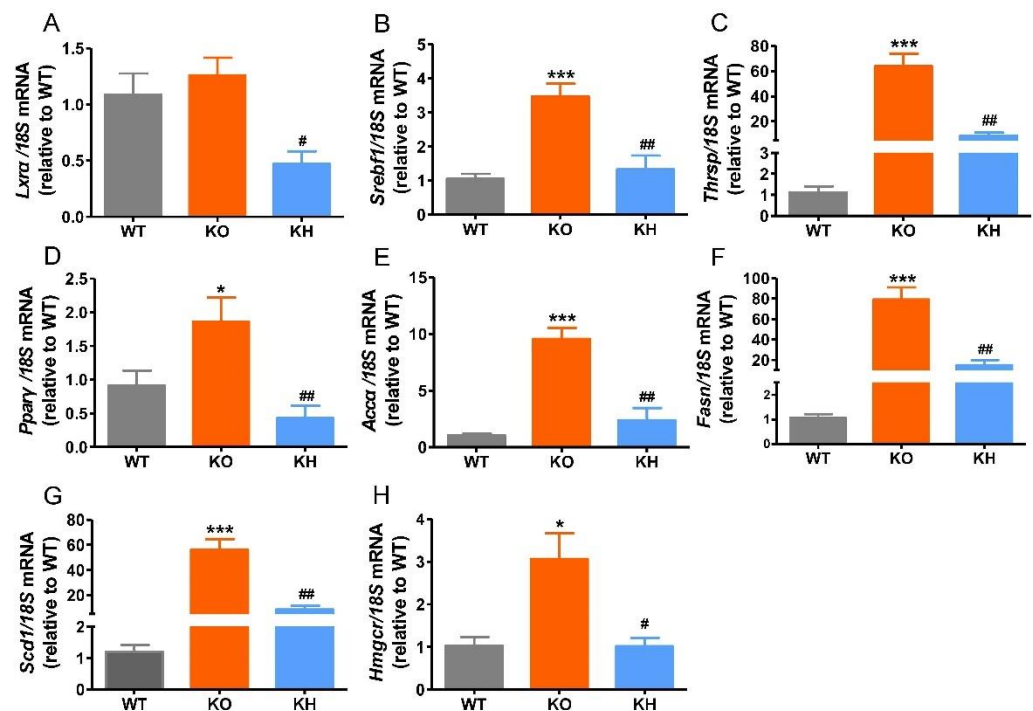 A
Lxrα /18S mRNA
(relative to WT)
1.5
1.0
0.5
0.0
#
WT KO KH
B
Srebf1/18S mRNA
(relative to WT)
5
4
3
2
1
0
***
##
WT KO KH
C
Thrsp/18S mRNA
(relative to WT)
80
60
40
20
3
2
1
0
***
##
WT KO KH
D
Pparγ /18S mRNA
(relative to WT)
2.5
2.0
1.5
1.0
0.5
0.0
*
##
WT KO KH
E
Accα /18S mRNA
(relative to WT)
15
10
5
0
***
##
WT KO KH
F
Fasn/18S mRNA
(relative to WT)
100
80
60
40
20
2
1
0
***
##
WT KO KH
G
Scd1/18S mRNA
(relative to WT)
80
60
40
20
2
1
0
***
##
WT KO KH
H
Hmgcr/18S mRNA
(relative to WT)
4
3
2
1
0
*
#
WT KO KH